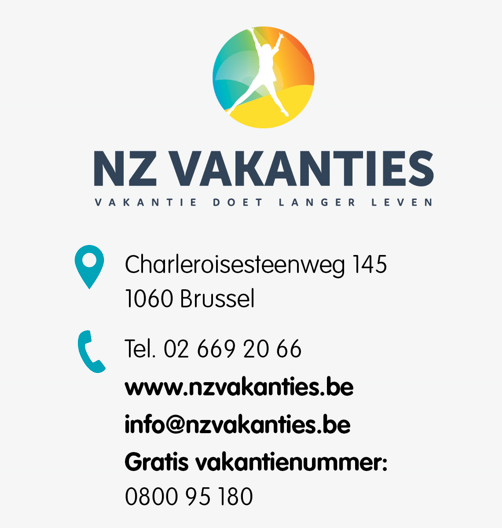 NZ VAKANTIES
VAKANTIE DOET LANGER LEVEN
Charleroisesteenweg 145
1060 Brussel
Tel. 02 669 20 66
www.nzvakanties.be
info@nzvakanties.be
Gratis vakantienummer:
0800 95 180